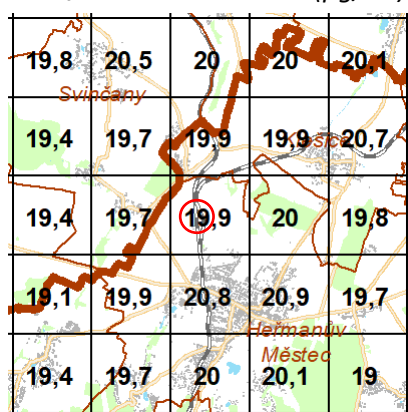 19,8 20,5 20 20 20,1
Svinčany
19,4 19,7 19,9 19,9 20,7
19,4 19,7 19,9 20 19,8
19,1 19,9 20,8 20,9 19,7
Heřmanův
Městec
19,4 19,7 20 20,1 19